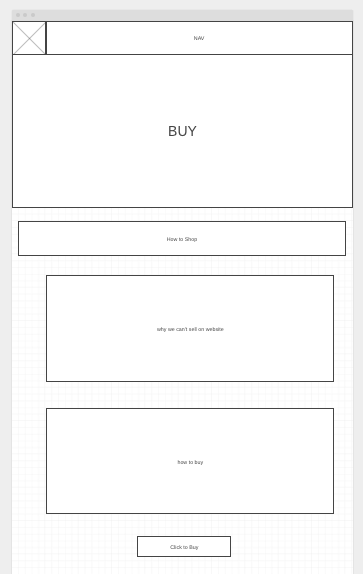 NAV
BUY
How to Shop
why we can't sell on website
how to buy
Click to Buy